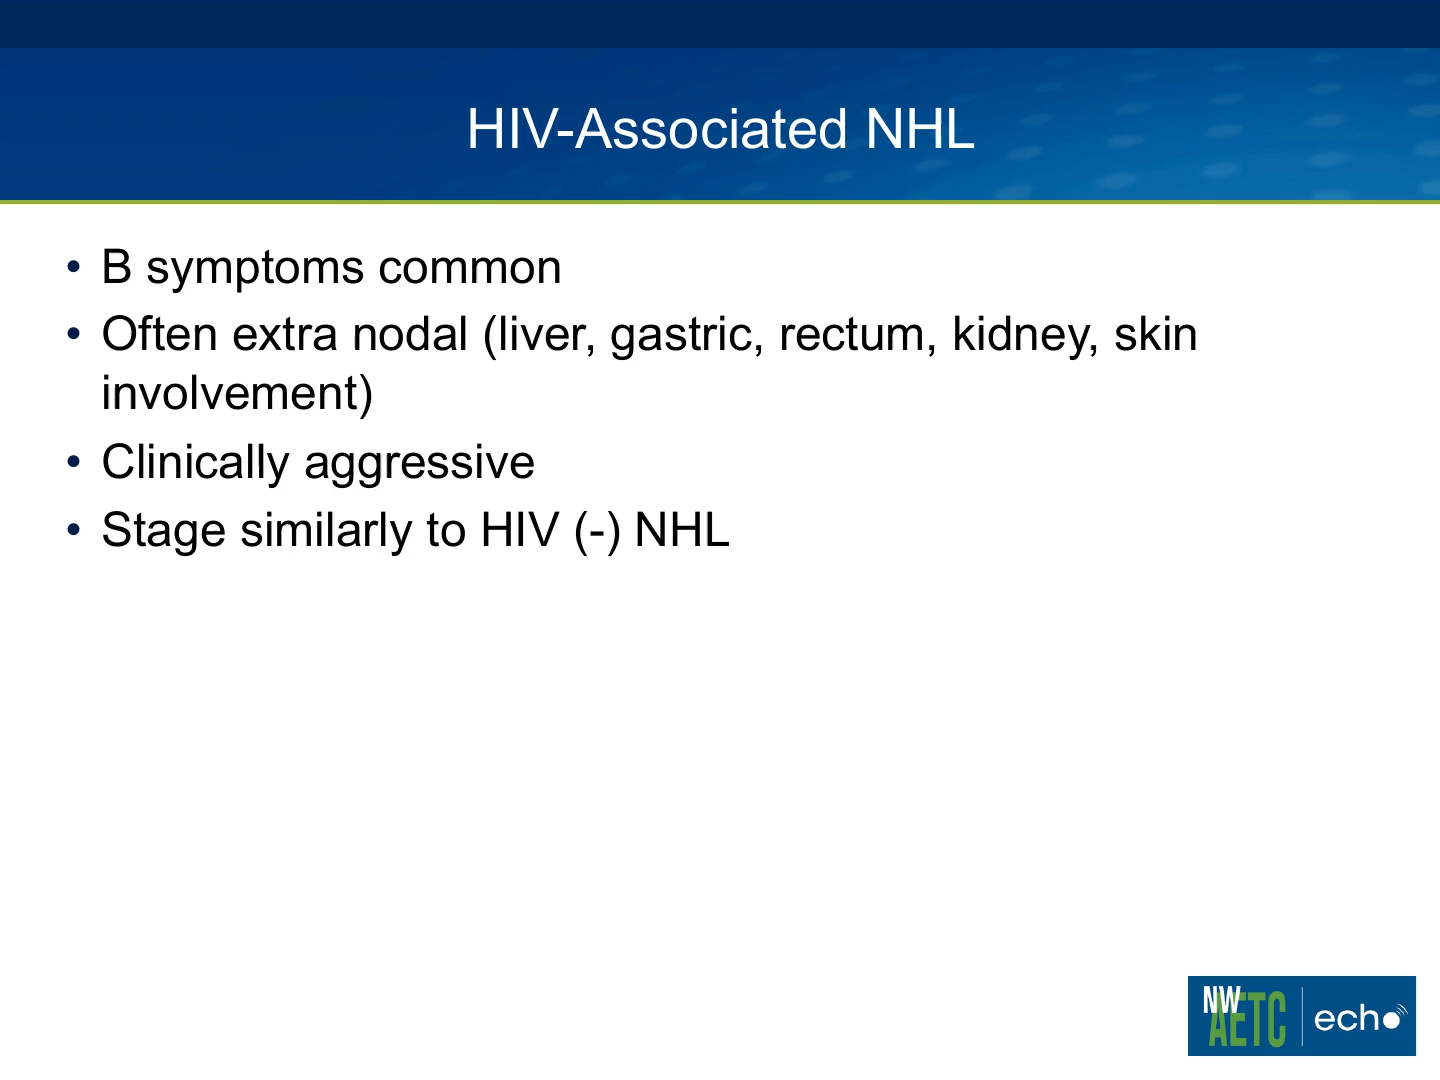 HIV-Associated NHL
• B symptoms common
• Often extra nodal (liver, gastric, rectum, kidney, skin
involvement)
• Clinically aggressive
• Stage similarly to HIV (-) NHL
NW
AETC
echo